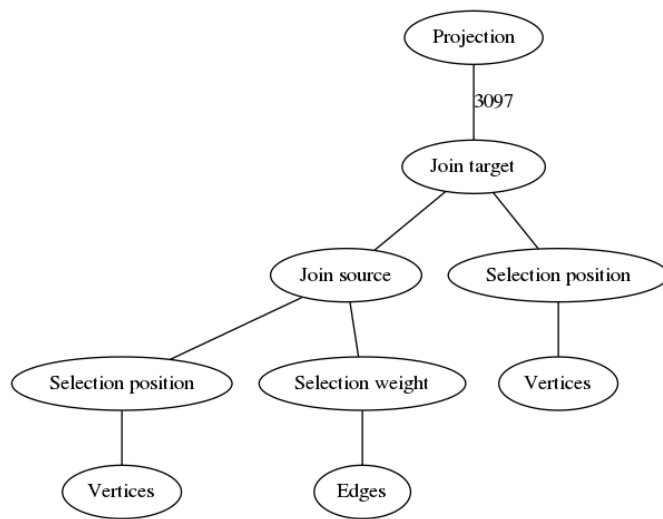 Projection
3097
Join target
Join source
Selection position
Selection position
Selection weight
Vertices
Vertices
Edges